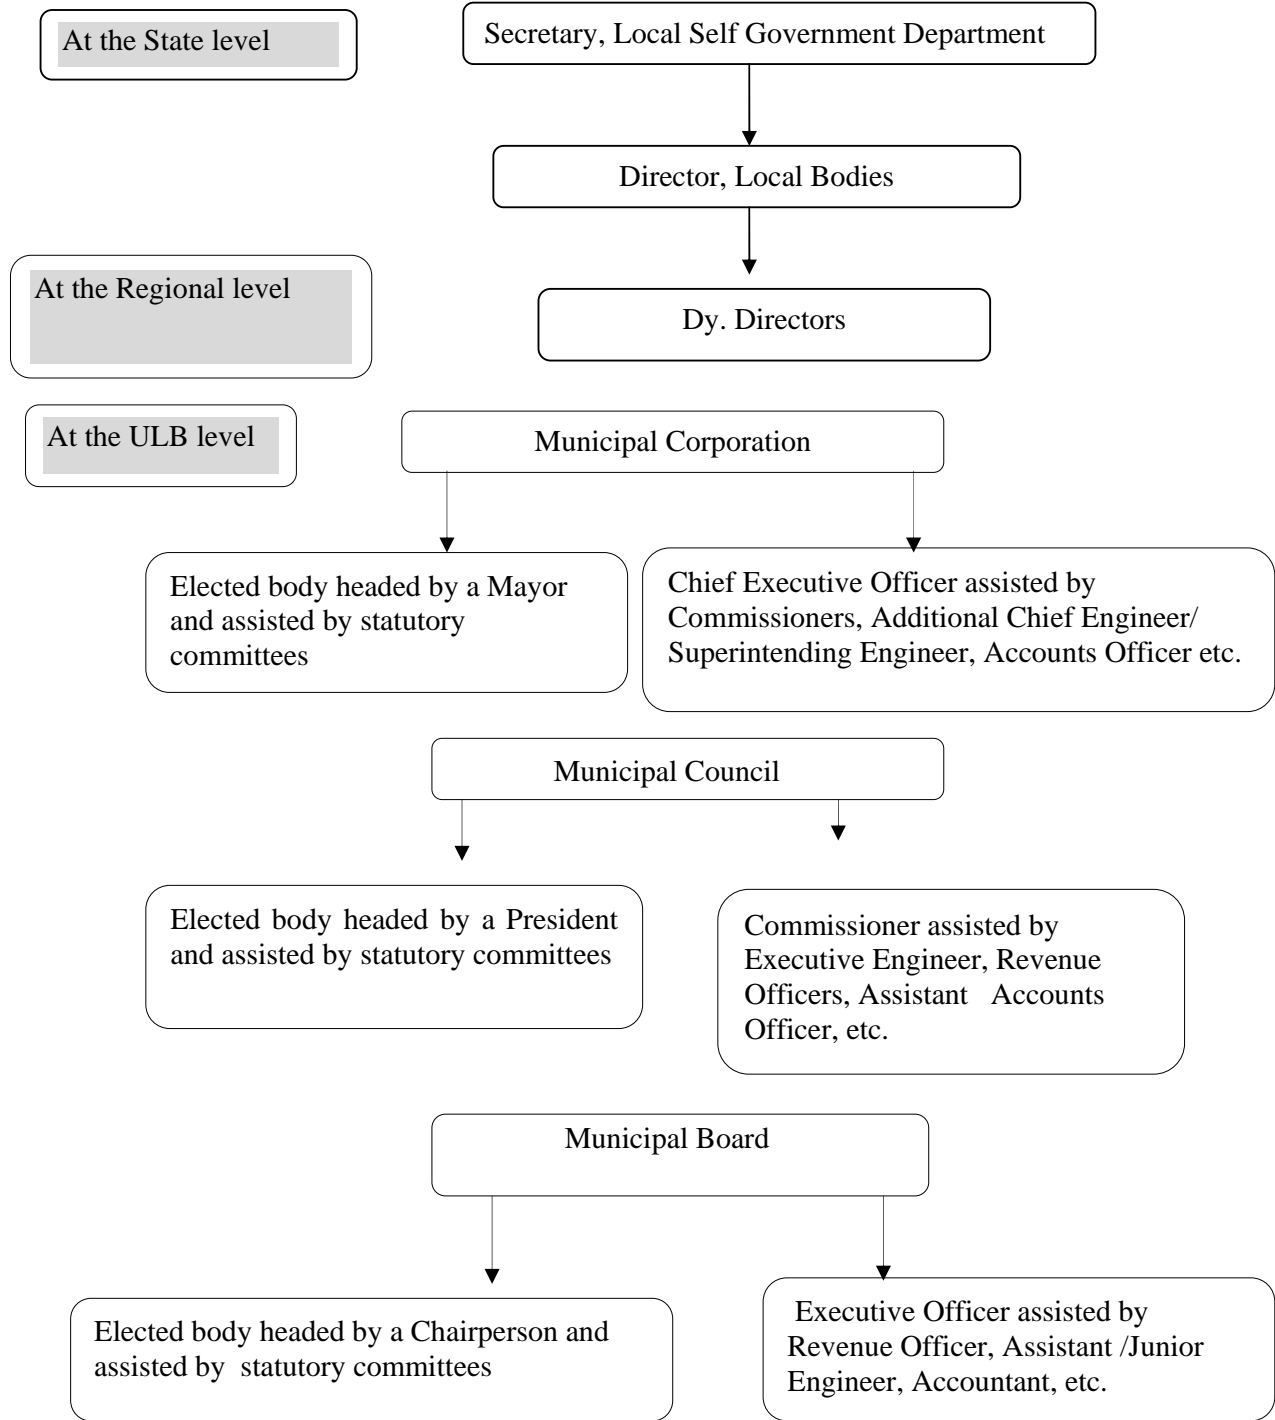 At the State level
Secretary, Local Self Government Department
Director, Local Bodies
At the Regional level
Dy. Directors
At the ULB level
Municipal Corporation
Elected body headed by a Mayor
and assisted by statutory
committees
Chief Executive Officer assisted by
Commissioners, Additional Chief Engineer/
Superintending Engineer, Accounts Officer etc.
Municipal Council
Elected body headed by a President
and assisted by statutory committees
Commissioner assisted by
Executive Engineer, Revenue
Officers, Assistant Accounts
Officer, etc.
Municipal Board
Elected body headed by a Chairperson and
assisted by statutory committees
Executive Officer assisted by
Revenue Officer, Assistant /Junior
Engineer, Accountant, etc.